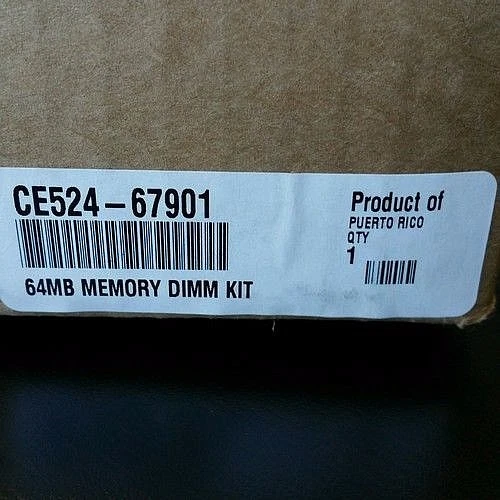 CE524-67901
64MB MEMORY DIMM KIT
Product of
PUERTO RICO
QTY
1